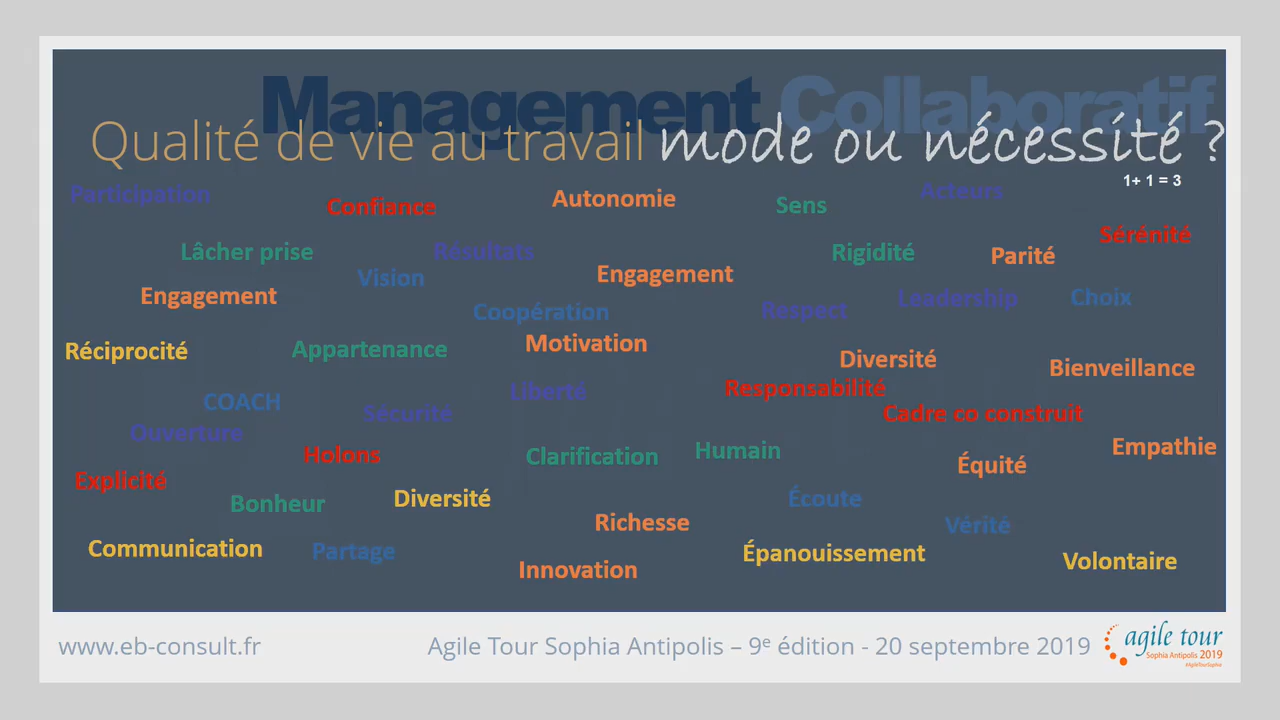 Management Collaboratif
Qualité de vie au travail mode ou nécessité ?
1+ 1 = 3
Participation
Confiance
Autonomie
Sens
Acteurs
Sérénité
Lâcher prise
Résultats
Rigidité
Parité
Vision
Engagement
Engagement
Coopération
Respect
Leadership
Choix
Réciprocité
Appartenance
Motivation
Diversité
Bienveillance
COACH
Sécurité
Liberté
Responsabilité
Cadre co construit
Ouverture
Holons
Clarification
Humain
Équité
Empathie
Explicité
Bonheur
Diversité
Richesse
Écoute
Vérité
Communication
Partage
Innovation
Épanouissement
Volontaire
www.eb-consult.fr
Agile Tour Sophia Antipolis – 9e édition - 20 septembre 2019
agile tour
Sophia Antipolis 2019
#AgileTourSophia